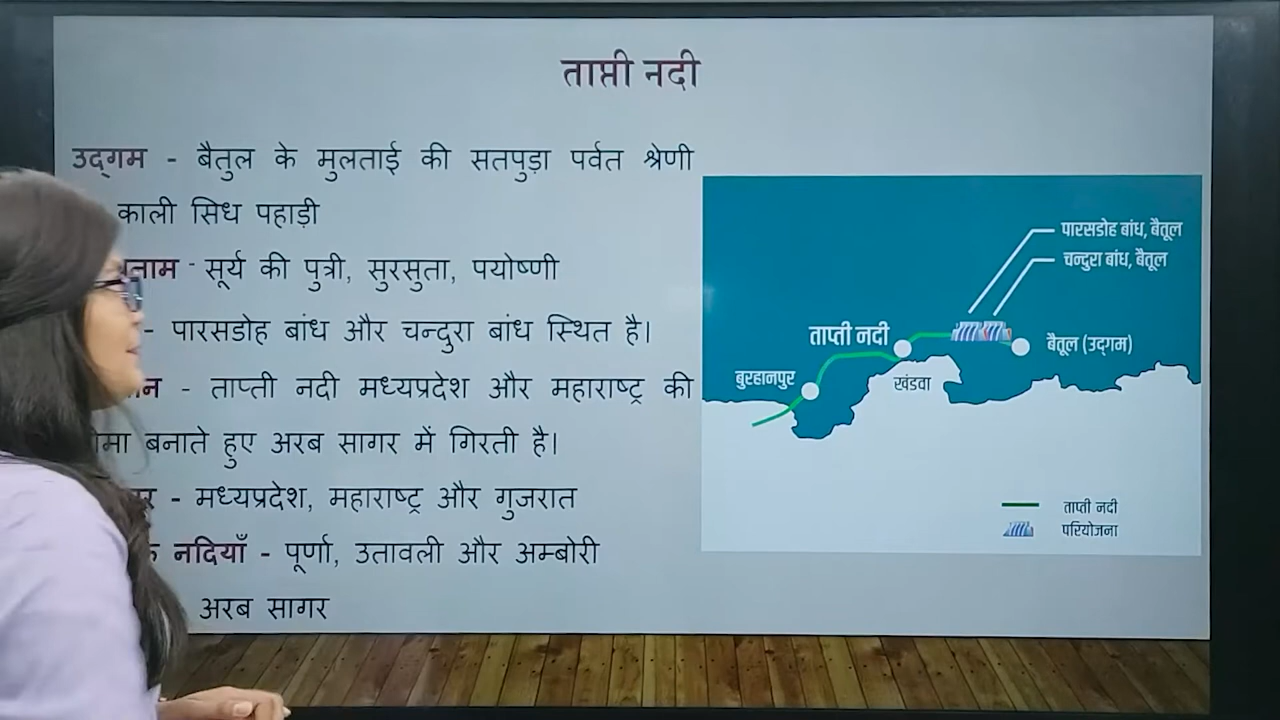 ताप्ती नदी
उद्गम - बैतुल के मुलताई की सतपुड़ा पर्वत श्रेणी
काली सिध पहाड़ी
सूर्य की पुत्री, सुरसुता, पयोष्णी
- पारसडोह बांध और चन्दुरा बांध स्थित है।
- ताप्ती नदी मध्यप्रदेश और महाराष्ट्र की
बनाते हुए अरब सागर में गिरती है।
- मध्यप्रदेश, महाराष्ट्र और गुजरात
नदियाँ - पूर्णा, उतावली और अम्बोरी
अरब सागर
पारसडोह बांध, बैतूल
चन्दुरा बांध, बैतूल
ताप्ती नदी
बैतूल (उद्गम)
बुरहानपुर
खंडवा
ताप्ती नदी
परियोजना